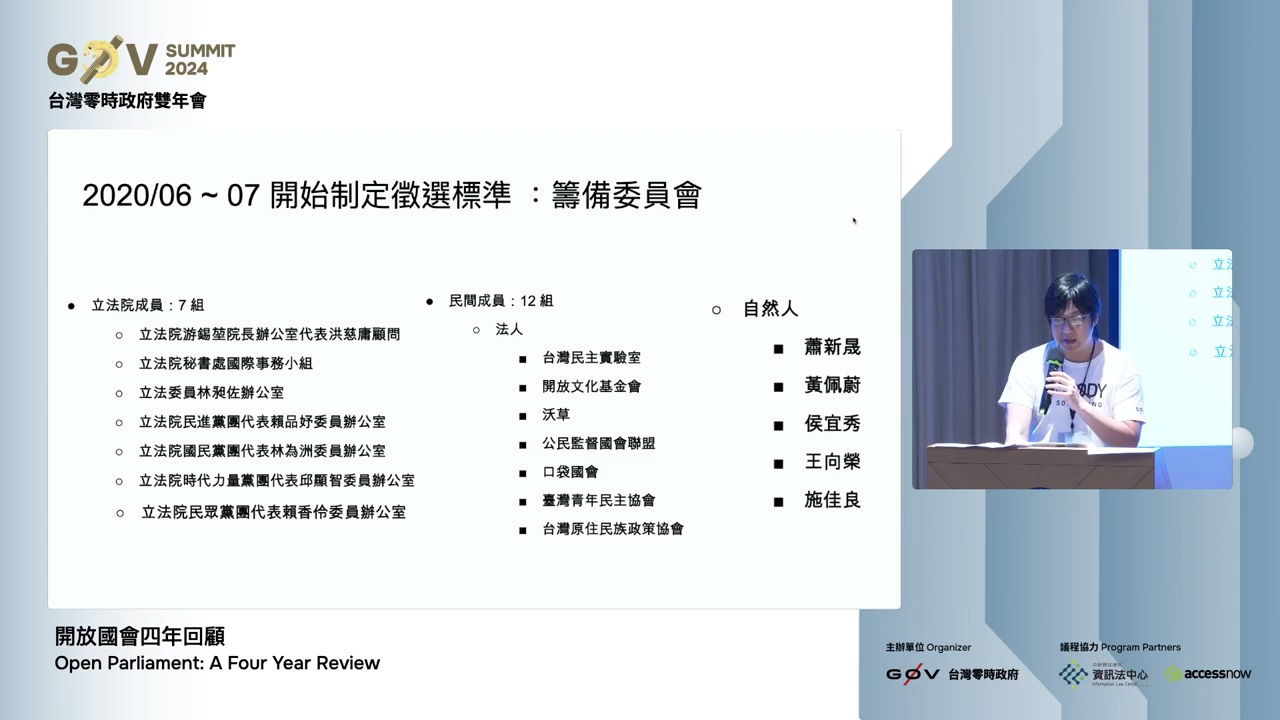 G0V SUMMIT 2024
台灣零時政府雙年會
2020/06 ~ 07 開始制定徵選標準 ：籌備委員會
● 立法院成員：7 組
○ 立法院游錫堃院長辦公室代表洪慈庸顧問
○ 立法院秘書處國際事務小組
○ 立法委員林昶佐辦公室
○ 立法院民進黨團代表賴品妤委員辦公室
○ 立法院國民黨團代表林為洲委員辦公室
○ 立法院時代力量黨團代表邱顯智委員辦公室
○ 立法院民眾黨團代表賴香伶委員辦公室
● 民間成員：12 組
○ 法人
■ 台灣民主實驗室
■ 開放文化基金會
■ 沃草
■ 公民監督國會聯盟
■ 口袋國會
■ 臺灣青年民主協會
■ 台灣原住民族政策協會
○ 自然人
■ 蕭新晟
■ 黃佩蔚
■ 侯宜秀
■ 王向榮
■ 施佳良
○ 立法
○ 立法
○ 立法
○ 立法
開放國會四年回顧
Open Parliament: A Four Year Review
主辦單位 Organizer
G0V 台灣零時政府
議程協力 Program Partners
資訊法中心
Information Law Center
accessnow